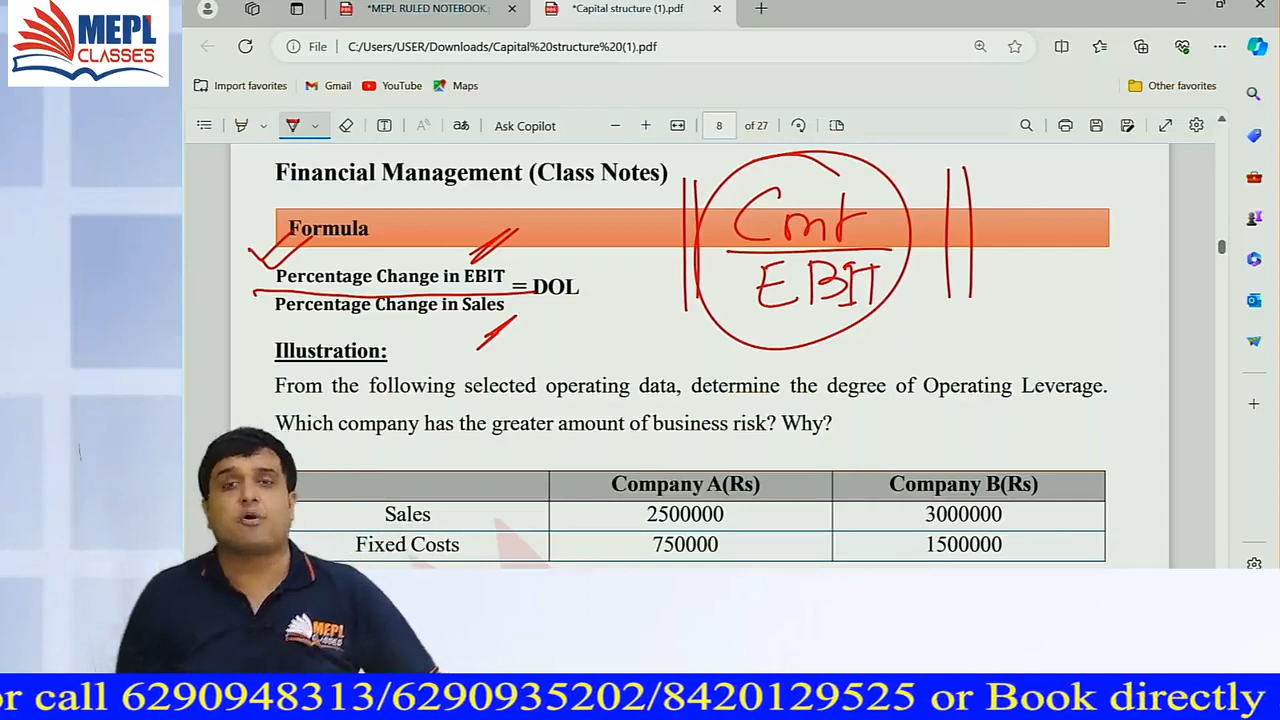 MEPL
CLASSES
*MEPL RULED NOTEBOOK.p
*Capital structure (1).pdf
File
C:/Users/USER/Downloads/Capital%20structure%20(1).pdf
Import favorites
Gmail
YouTube
Maps
Other favorites
Ask Copilot
8
of 27
Financial Management (Class Notes)
Formula
Percentage Change in EBIT
Percentage Change in Sales
= DOL
Cont
EBIT
Illustration:
From the following selected operating data, determine the degree of Operating Leverage.
Which company has the greater amount of business risk? Why?
Company A(Rs) Company B(Rs)
Sales 2500000 3000000
Fixed Costs 750000 1500000
MEPL
CLASSES
or call 6290948313/6290935202/8420129525 or Book directly